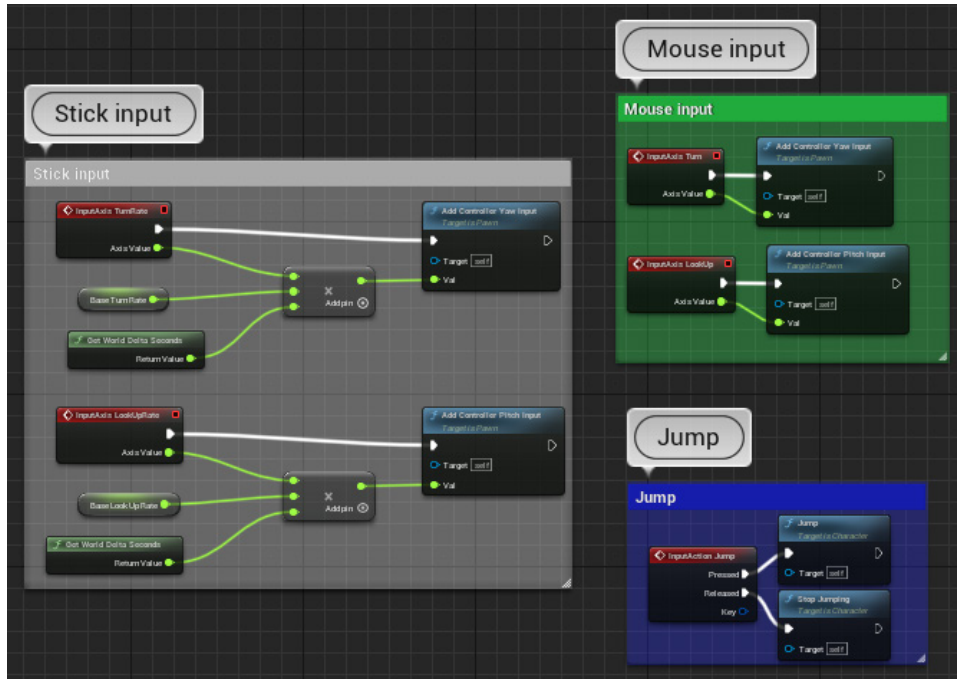 Stick input
Stick input
InputAxis TurnRate
Axis Value
BaseTurnRate
Get World Delta Seconds
Return Value
Addpin
Add Controller Yaw Input
Target is Pawn
Target self
Val
InputAxis LookUpRate
Axis Value
Base Look Up Rate
Get World Delta Seconds
Return Value
Addpin
Add Controller Pitch Input
Target is Pawn
Target self
Val
Mouse input
Mouse input
InputAxis Turn
Axis Value
Add Controller Yaw Input
Target is Pawn
Target self
Val
InputAxis LookUp
Axis Value
Add Controller Pitch Input
Target is Pawn
Target self
Val
Jump
Jump
InputAction Jump
Pressed
Released
Key
Jump
Target is Character
Target self
Stop Jumping
Target is Character
Target self